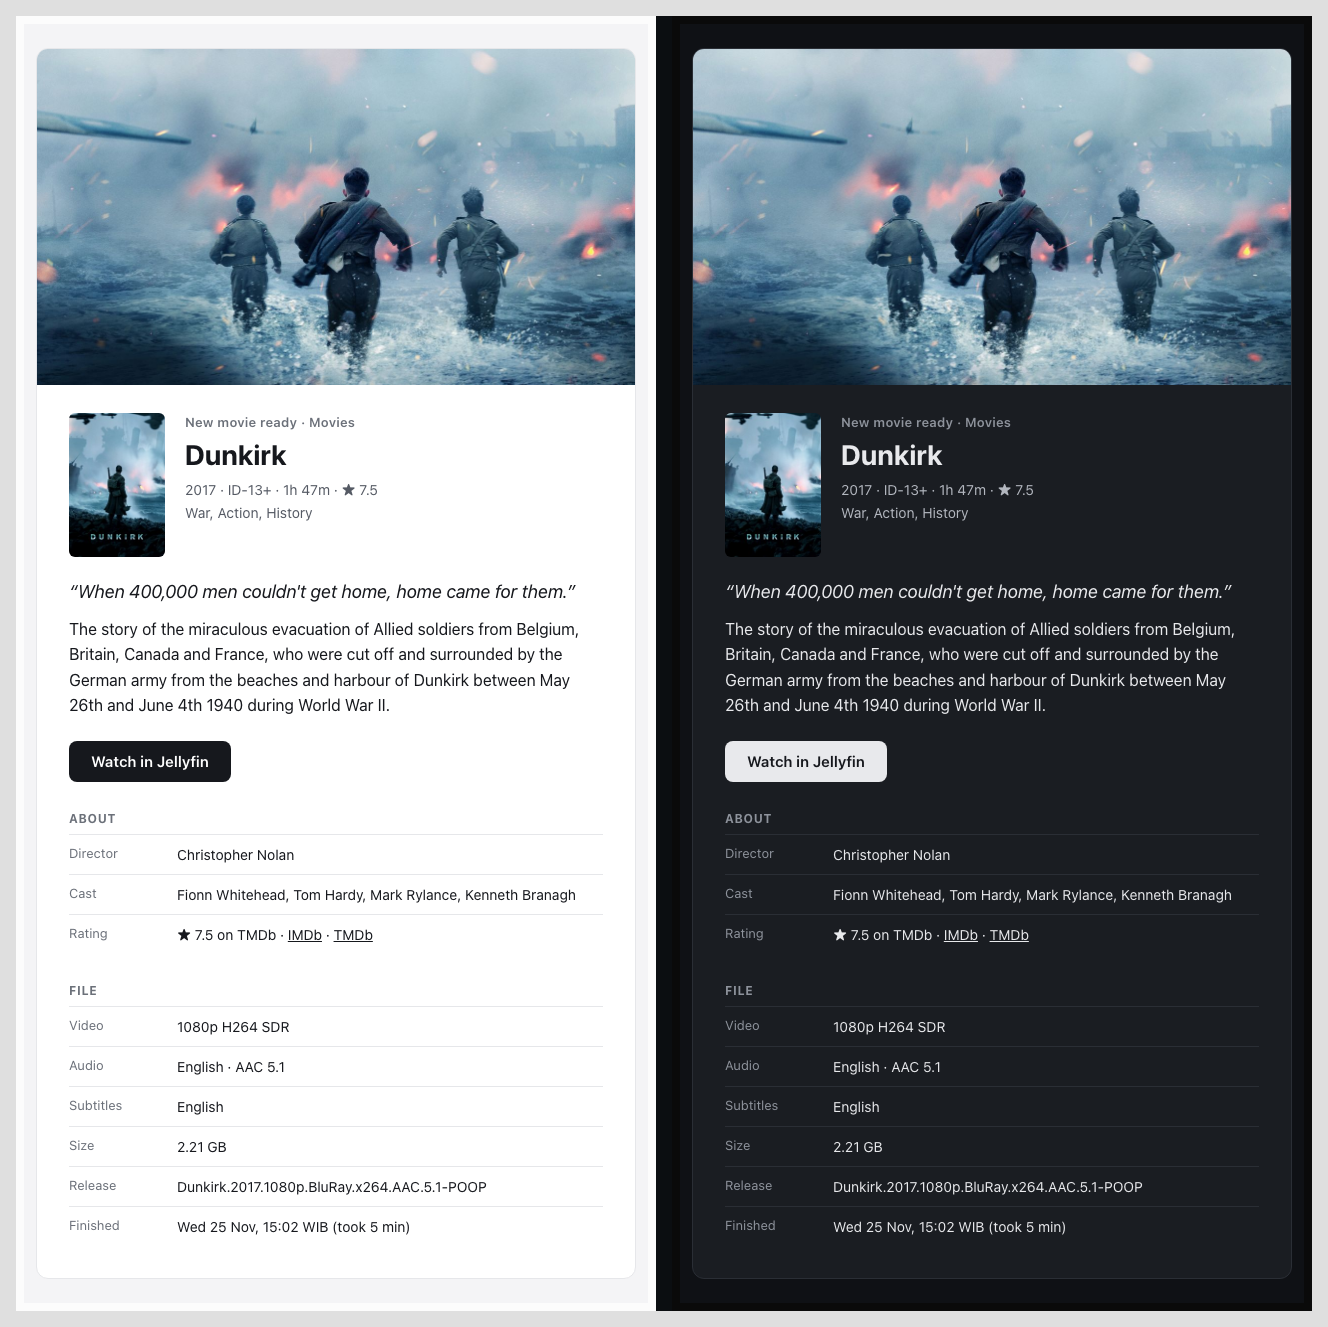 New movie ready · Movies
Dunkirk
2017 · ID-13+ · 1h 47m · ★ 7.5
War, Action, History
DUNKIRK
“When 400,000 men couldn't get home, home came for them.”
The story of the miraculous evacuation of Allied soldiers from Belgium,
Britain, Canada and France, who were cut off and surrounded by the
German army from the beaches and harbour of Dunkirk between May
26th and June 4th 1940 during World War II.
Watch in Jellyfin
ABOUT
Director Christopher Nolan
Cast Fionn Whitehead, Tom Hardy, Mark Rylance, Kenneth Branagh
Rating ★ 7.5 on TMDb · IMDb · TMDb
FILE
Video 1080p H264 SDR
Audio English · AAC 5.1
Subtitles English
Size 2.21 GB
Release Dunkirk.2017.1080p.BluRay.x264.AAC.5.1-POOP
Finished Wed 25 Nov, 15:02 WIB (took 5 min)
New movie ready · Movies
Dunkirk
2017 · ID-13+ · 1h 47m · ★ 7.5
War, Action, History
DUNKIRK
“When 400,000 men couldn't get home, home came for them.”
The story of the miraculous evacuation of Allied soldiers from Belgium,
Britain, Canada and France, who were cut off and surrounded by the
German army from the beaches and harbour of Dunkirk between May
26th and June 4th 1940 during World War II.
Watch in Jellyfin
ABOUT
Director Christopher Nolan
Cast Fionn Whitehead, Tom Hardy, Mark Rylance, Kenneth Branagh
Rating ★ 7.5 on TMDb · IMDb · TMDb
FILE
Video 1080p H264 SDR
Audio English · AAC 5.1
Subtitles English
Size 2.21 GB
Release Dunkirk.2017.1080p.BluRay.x264.AAC.5.1-POOP
Finished Wed 25 Nov, 15:02 WIB (took 5 min)